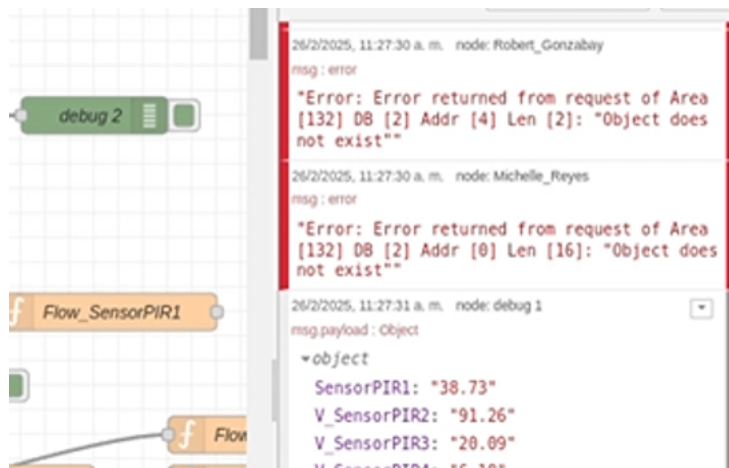 debug 2
Flow_SensorPIR1
Flow
26/2/2025, 11:27:30 a. m. node: Robert_Gonzabay
msg : error
"Error: Error returned from request of Area
[132] DB [2] Addr [4] Len [2]: "Object does
not exist""
26/2/2025, 11:27:30 a. m. node: Michelle_Reyes
msg : error
"Error: Error returned from request of Area
[132] DB [2] Addr [0] Len [16]: "Object does
not exist""
26/2/2025, 11:27:31 a. m. node: debug 1
msg.payload : Object
object
SensorPIR1: "38.73"
V_SensorPIR2: "91.26"
V_SensorPIR3: "20.09"